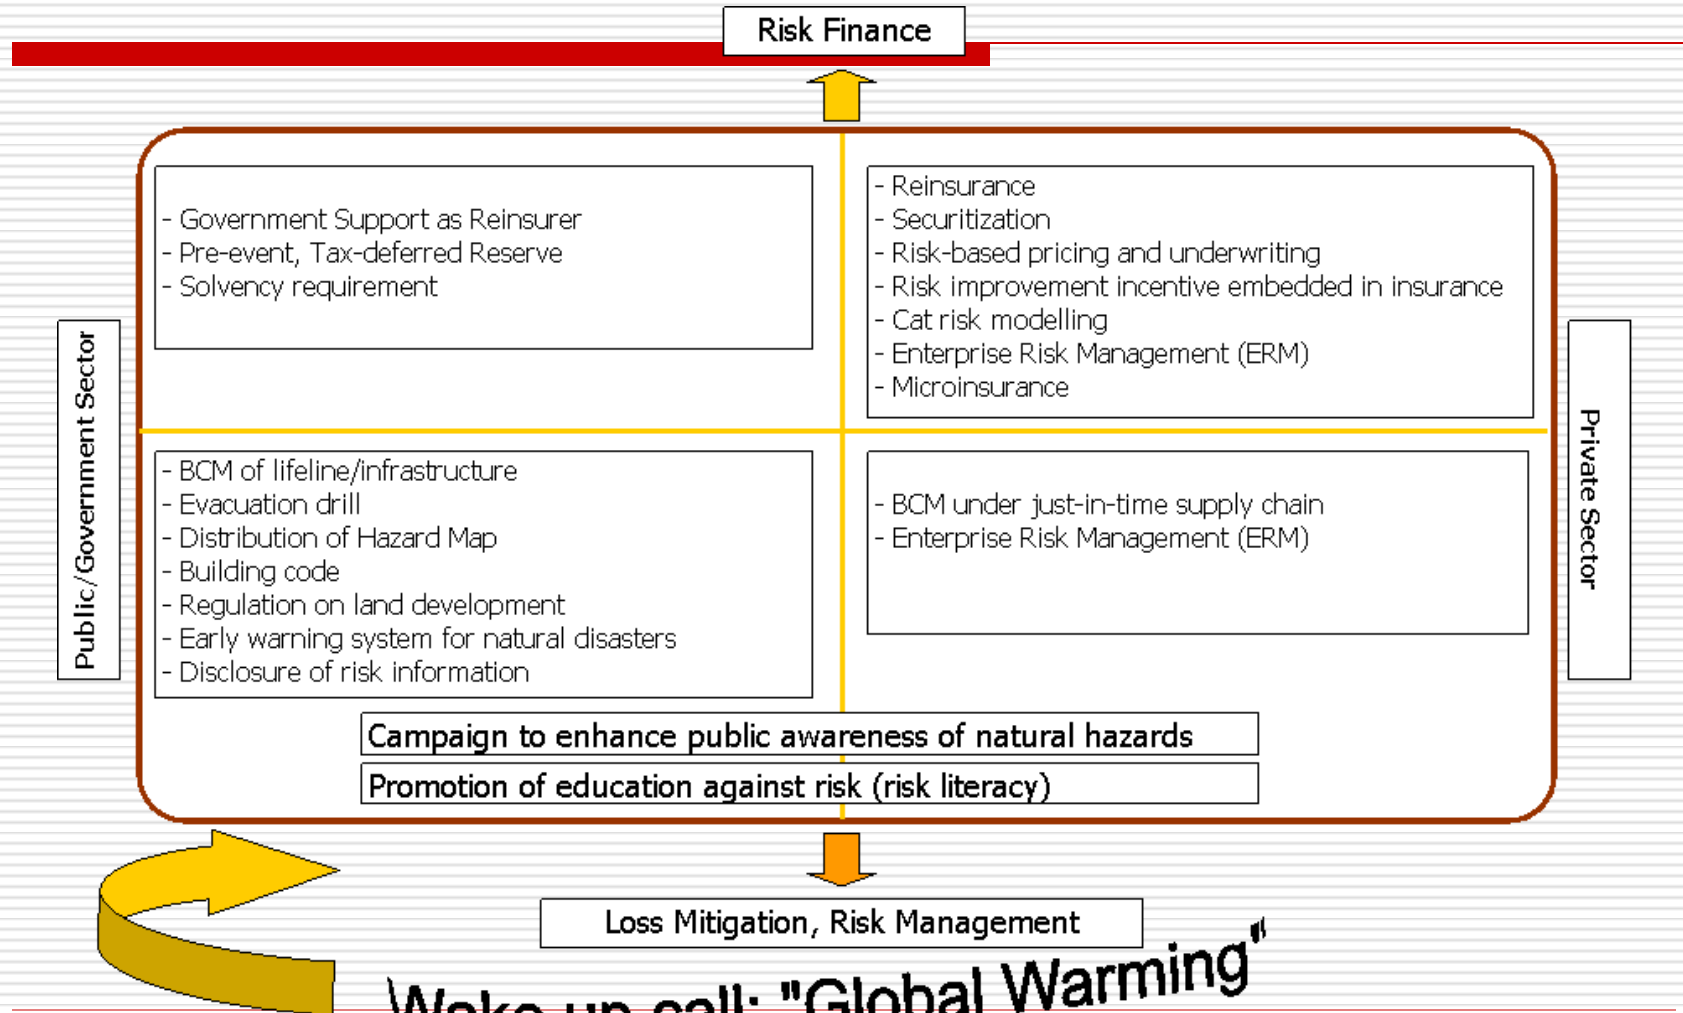 Risk Finance
- Government Support as Reinsurer
- Pre-event, Tax-deferred Reserve
- Solvency requirement
- Reinsurance
- Securitization
- Risk-based pricing and underwriting
- Risk improvement incentive embedded in insurance
- Cat risk modelling
- Enterprise Risk Management (ERM)
- Microinsurance
Public/Government Sector
Private Sector
- BCM of lifeline/infrastructure
- Evacuation drill
- Distribution of Hazard Map
- Building code
- Regulation on land development
- Early warning system for natural disasters
- Disclosure of risk information
- BCM under just-in-time supply chain
- Enterprise Risk Management (ERM)
Campaign to enhance public awareness of natural hazards
Promotion of education against risk (risk literacy)
Loss Mitigation, Risk Management
Wake up call: "Global Warming"